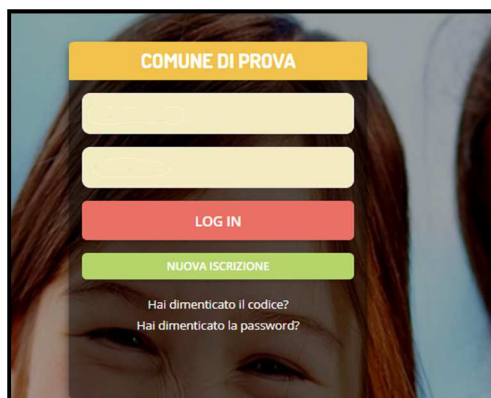 COMUNE DI PROVA
LOG IN
NUOVA ISCRIZIONE
Hai dimenticato il codice?
Hai dimenticato la password?